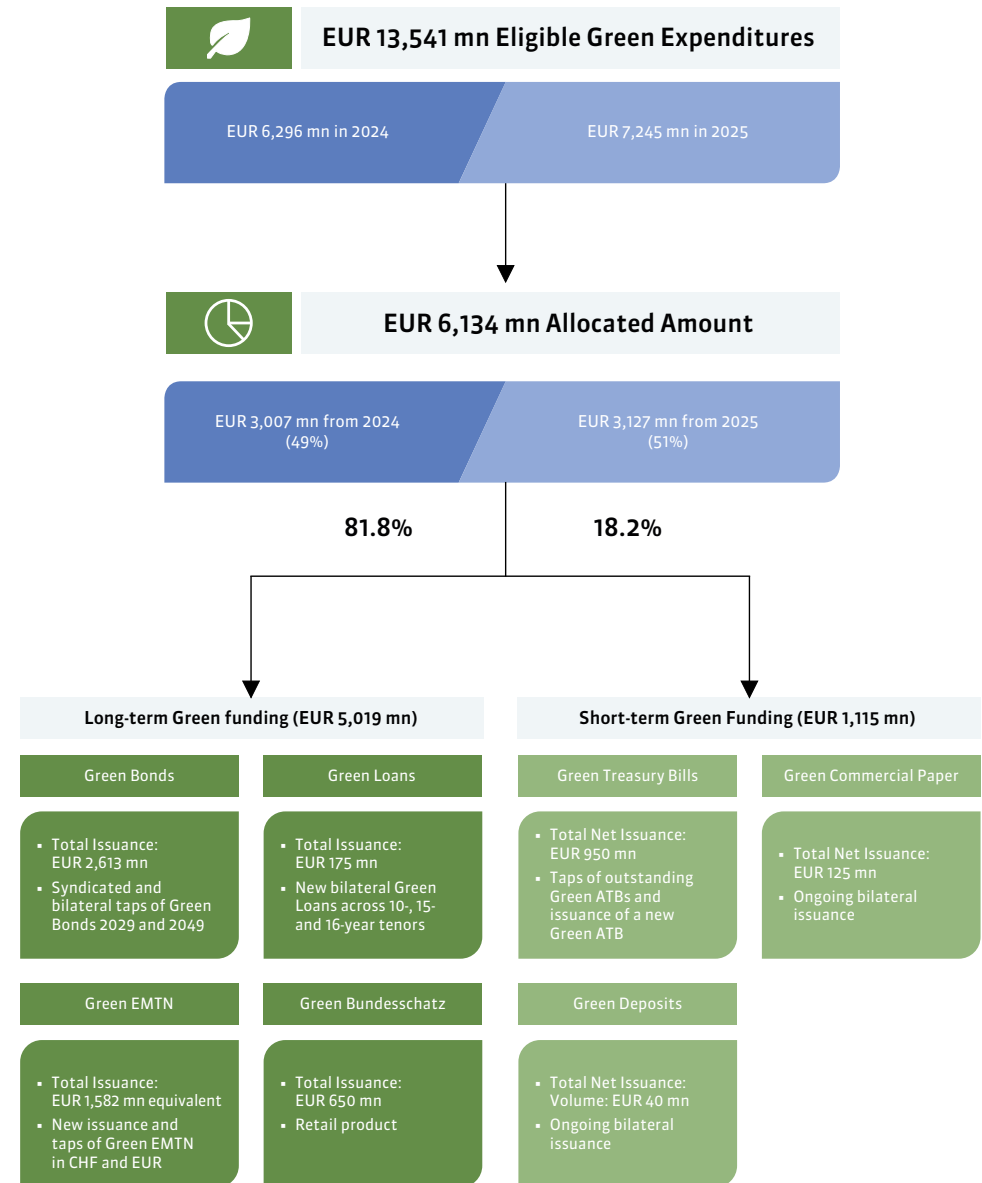 EUR 13,541 mn Eligible Green Expenditures
EUR 6,296 mn in 2024
EUR 7,245 mn in 2025
EUR 6,134 mn Allocated Amount
EUR 3,007 mn from 2024
(49%)
EUR 3,127 mn from 2025
(51%)
81.8%
18.2%
Long-term Green funding (EUR 5,019 mn)
Short-term Green Funding (EUR 1,115 mn)
Green Bonds
▪ Total Issuance:
EUR 2,613 mn
▪ Syndicated and
bilateral taps of Green
Bonds 2029 and 2049
Green Loans
▪ Total Issuance:
EUR 175 mn
▪ New bilateral Green
Loans across 10-, 15-
and 16-year tenors
Green Treasury Bills
▪ Total Net Issuance:
EUR 950 mn
▪ Taps of outstanding
Green ATBs and
issuance of a new
Green ATB
Green Commercial Paper
▪ Total Net Issuance:
EUR 125 mn
▪ Ongoing bilateral
issuance
Green EMTN
▪ Total Issuance:
EUR 1,582 mn equivalent
▪ New issuance and
taps of Green EMTN
in CHF and EUR
Green Bundesschatz
▪ Total Issuance:
EUR 650 mn
▪ Retail product
Green Deposits
▪ Total Net Issuance:
Volume: EUR 40 mn
▪ Ongoing bilateral
issuance